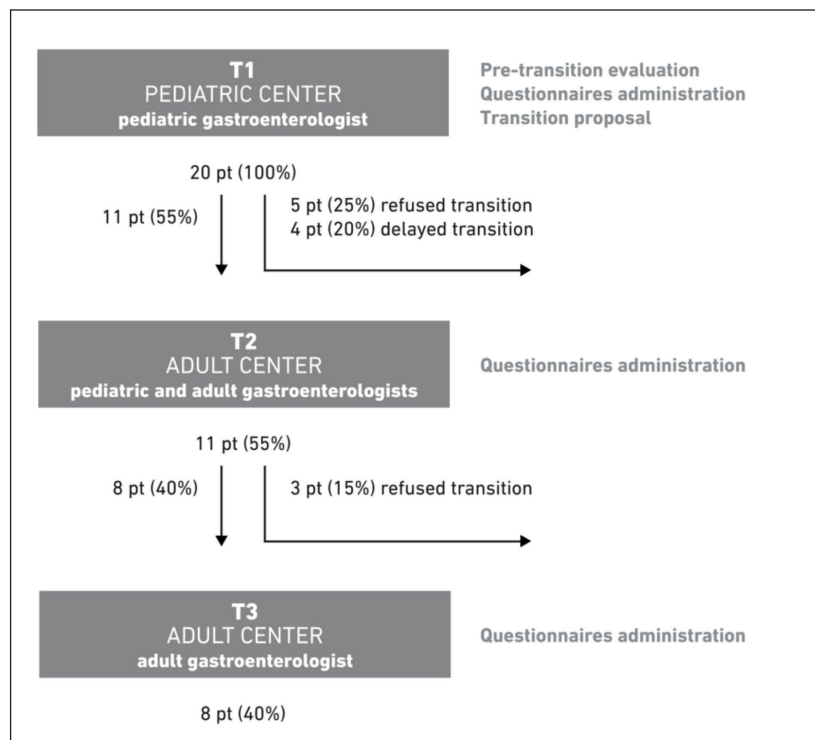 T1
PEDIATRIC CENTER
pediatric gastroenterologist
Pre-transition evaluation
Questionnaires administration
Transition proposal
20 pt (100%)
11 pt (55%)
5 pt (25%) refused transition
4 pt (20%) delayed transition
T2
ADULT CENTER
pediatric and adult gastroenterologists
Questionnaires administration
11 pt (55%)
8 pt (40%)
3 pt (15%) refused transition
T3
ADULT CENTER
adult gastroenterologist
Questionnaires administration
8 pt (40%)